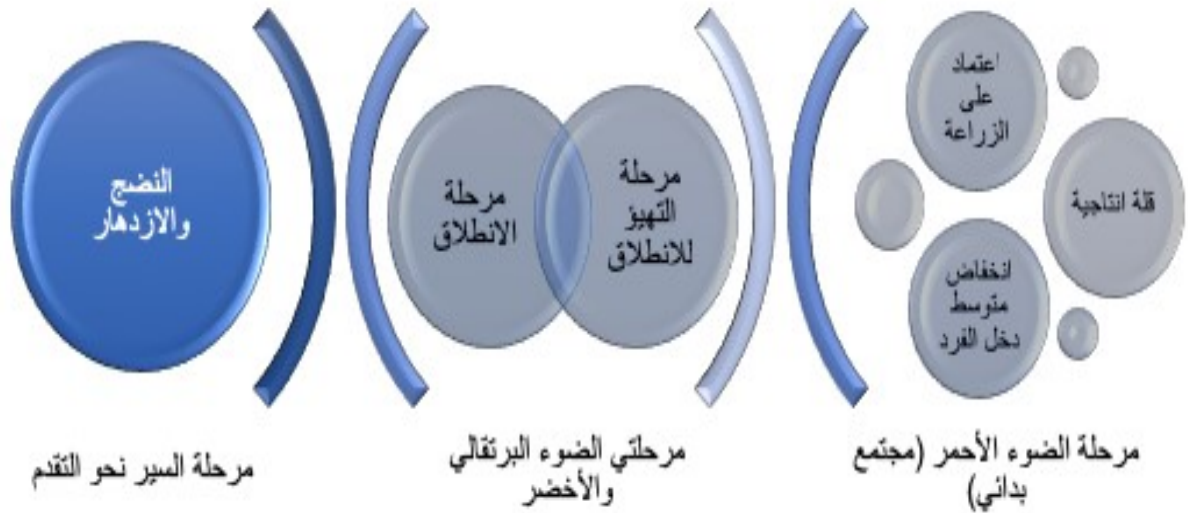 اعتماد
على
الزراعة
قلة انتاجية
انخفاض
متوسط
دخل الفرد
مرحلة الضوء الأحمر (مجتمع
بدائي)
مرحلة
التهيؤ
للانطلاق
مرحلة
الانطلاق
مرحلتي الضوء البرتقالي
والأخضر
النضج
والازدهار
مرحلة السير نحو التقدم